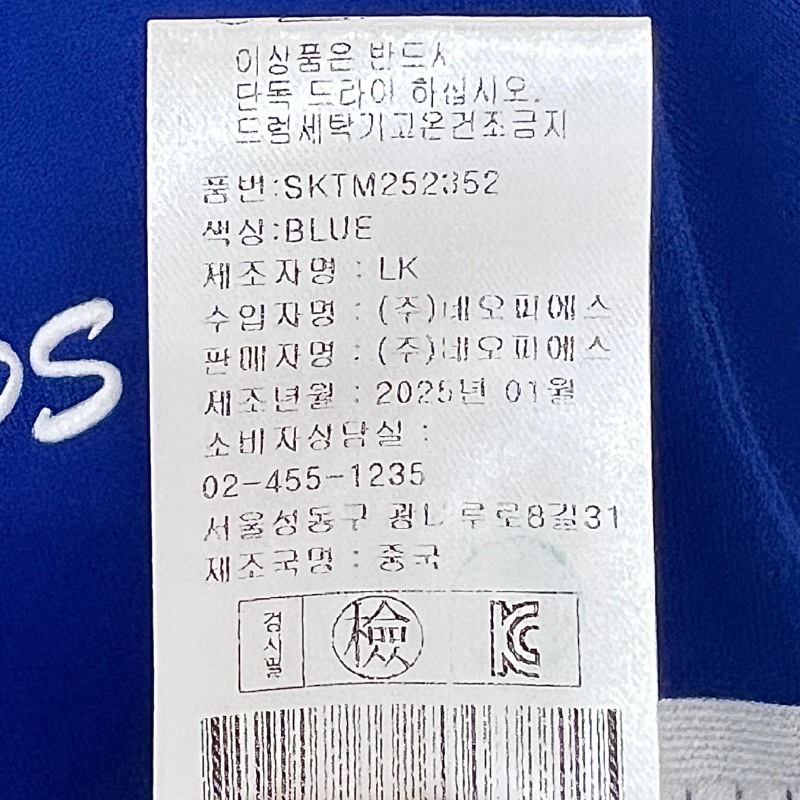 이상품은 반드시
단독 드라이 하십시오.
드럼세탁기고온건조금지
품번:SKTM252352
색상:BLUE
제조자명 : LK
수입자명 : (주)네오피에스
판매자명 : (주)네오피에스
제조년월 : 2025년 01월
소비자상담실 :
02-455-1235
서울성동구 광나루로8길31
제조국명 : 중국
검사필 檢 KC